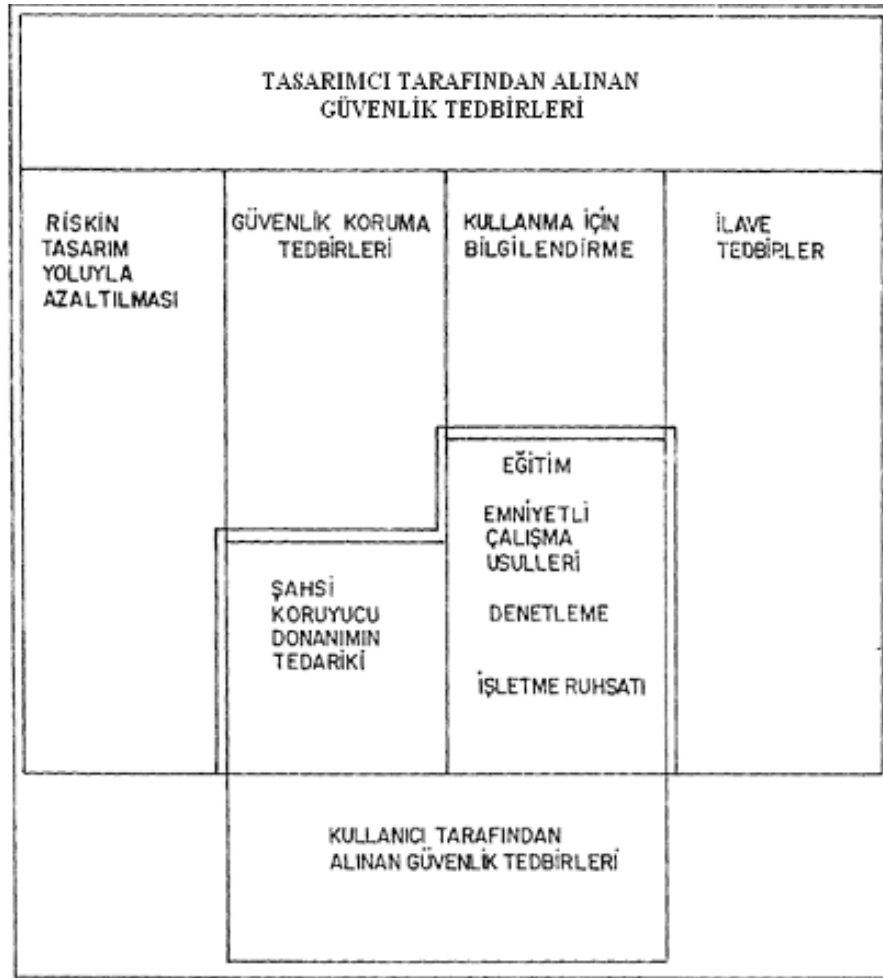 TASARIMCI TARAFINDAN ALINAN
GÜVENLİK TEDBİRLERİ
RİSKİN
TASARIM
YOLUYLA
AZALTILMASI
GÜVENLİK KORUMA
TEDBİRLERİ
KULLANMA İÇİN
BİLGİLENDİRME
İLAVE
TEDBİRLER
ŞAHSİ
KORUYUCU
DONANIMIN
TEDARİKİ
EĞİTİM
EMNİYETLİ
ÇALIŞMA
USULLERİ
DENETLEME
İŞLETME RUHSATI
KULLANICI TARAFINDAN
ALINAN GÜVENLİK TEDBİRLERİ